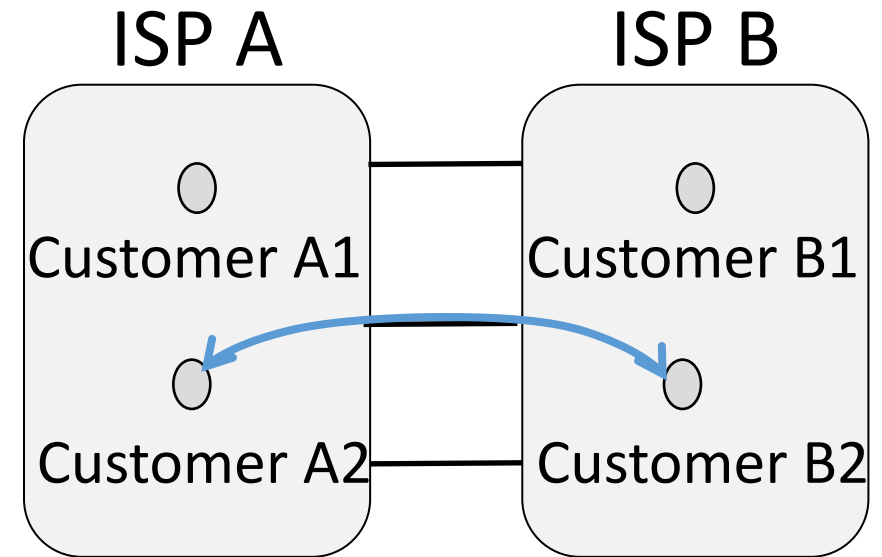 ISP A
ISP B
Customer A1
Customer B1
Customer A2
Customer B2